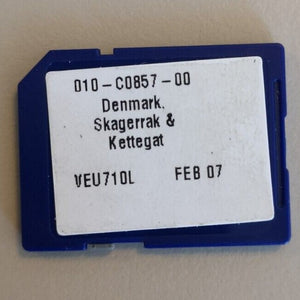 010-C0857-00
Denmark,
Skagerrak &
Kettegat
VEU710L FEB 07